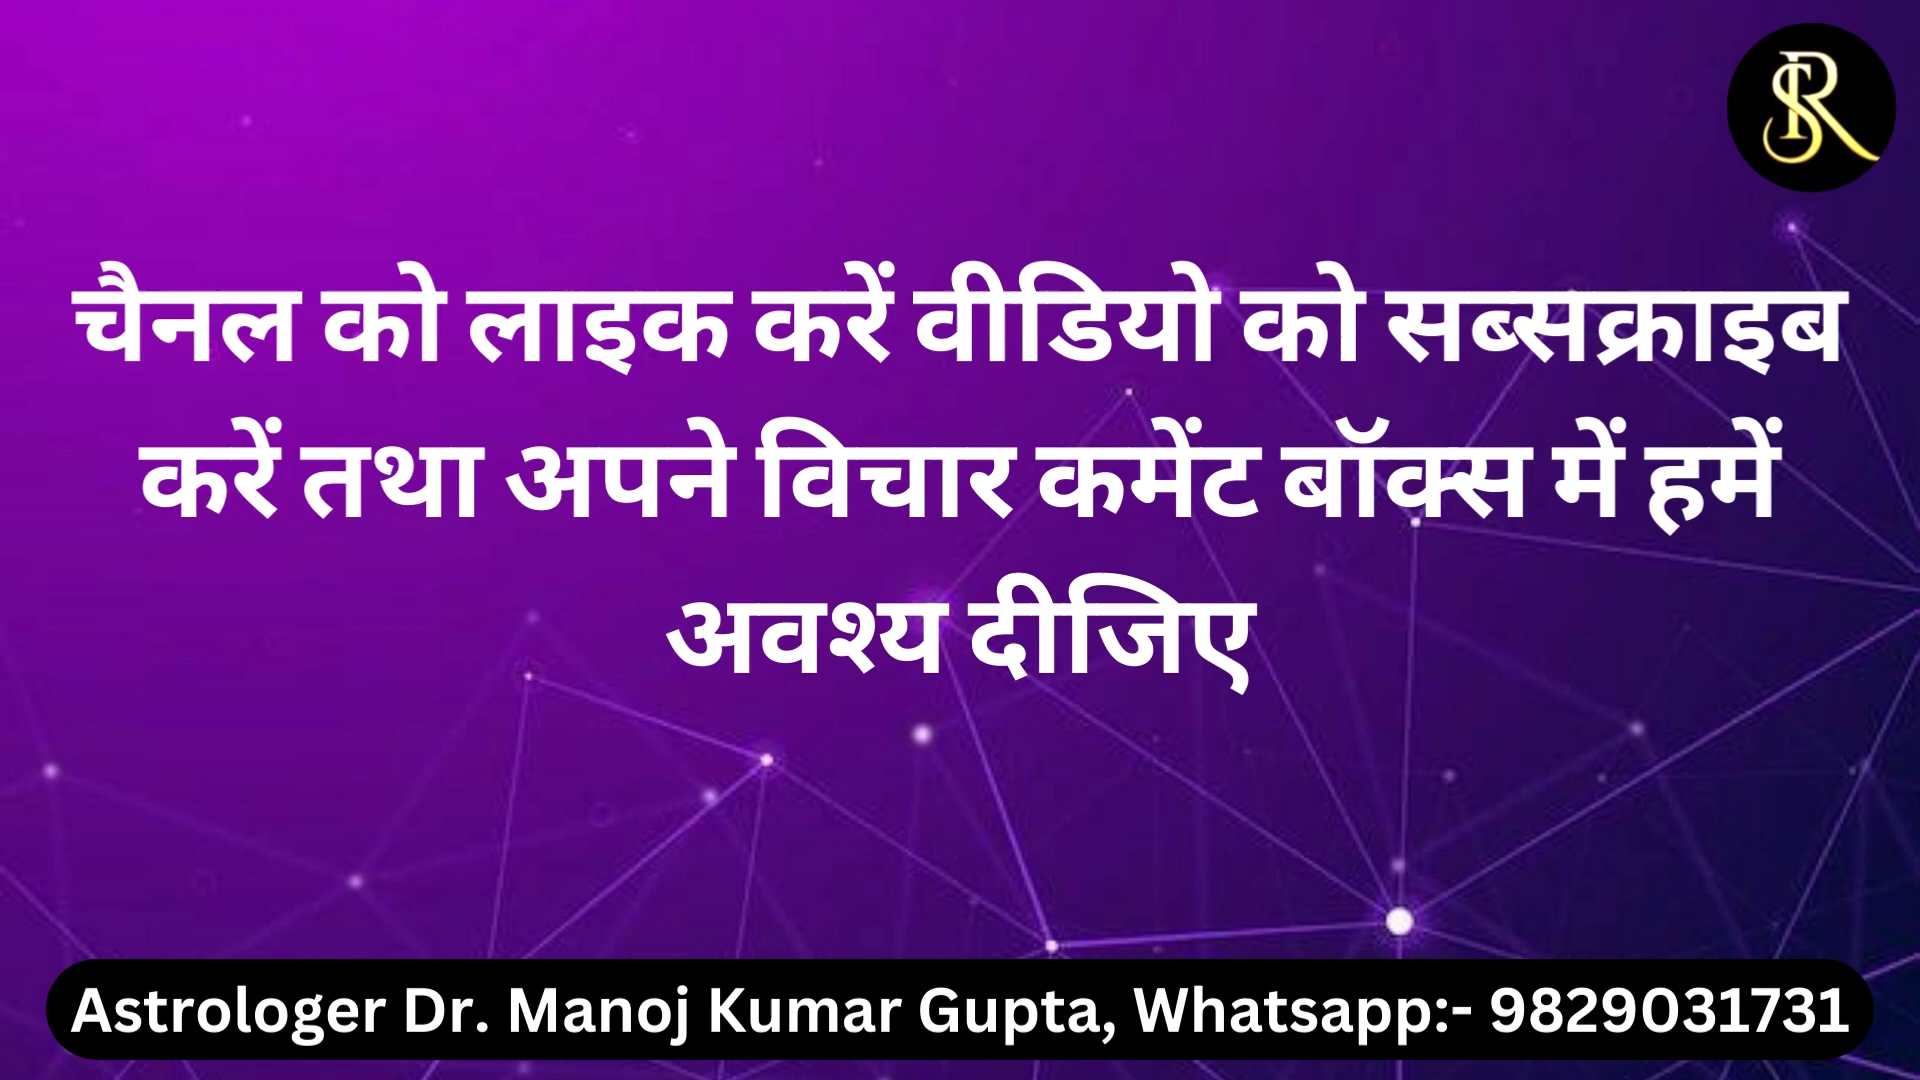 चैनल को लाइक करें वीडियो को सब्सक्राइब
करें तथा अपने विचार कमेंट बॉक्स में हमें
अवश्य दीजिए
Astrologer Dr. Manoj Kumar Gupta, Whatsapp:- 9829031731